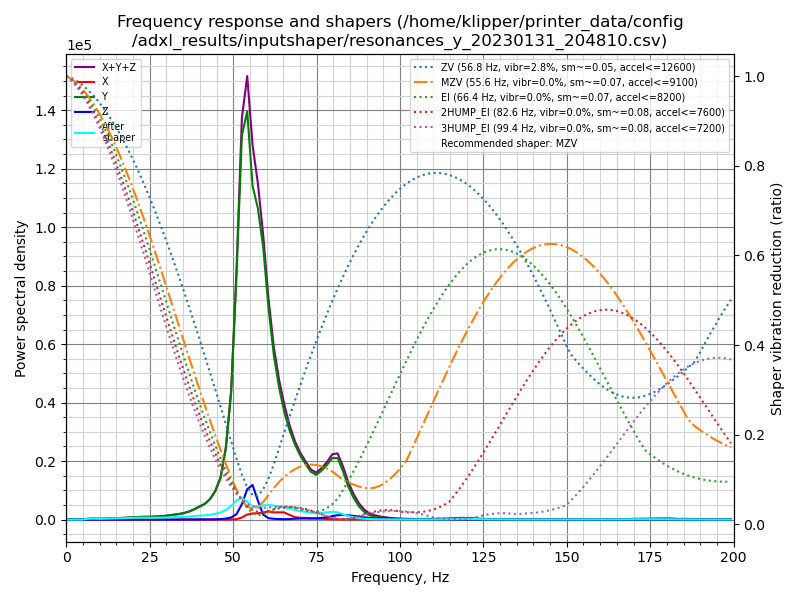 Frequency response and shapers (/home/klipper/printer_data/config
/adxl_results/inputshaper/resonances_y_20230131_204810.csv)
1e5
X+Y+Z
X
Y
Z
After
shaper
ZV (56.8 Hz, vibr=2.8%, sm~=0.05, accel<=12600)
MZV (55.6 Hz, vibr=0.0%, sm~=0.07, accel<=9100)
EI (66.4 Hz, vibr=0.0%, sm~=0.07, accel<=8200)
2HUMP_EI (82.6 Hz, vibr=0.0%, sm~=0.08, accel<=7600)
3HUMP_EI (99.4 Hz, vibr=0.0%, sm~=0.08, accel<=7200)
Recommended shaper: MZV
Power spectral density
1.4
1.2
1.0
0.8
0.6
0.4
0.2
0.0
1.0
0.8
0.6
0.4
0.2
0.0
Shaper vibration reduction (ratio)
0 25 50 75 100 125 150 175 200
Frequency, Hz